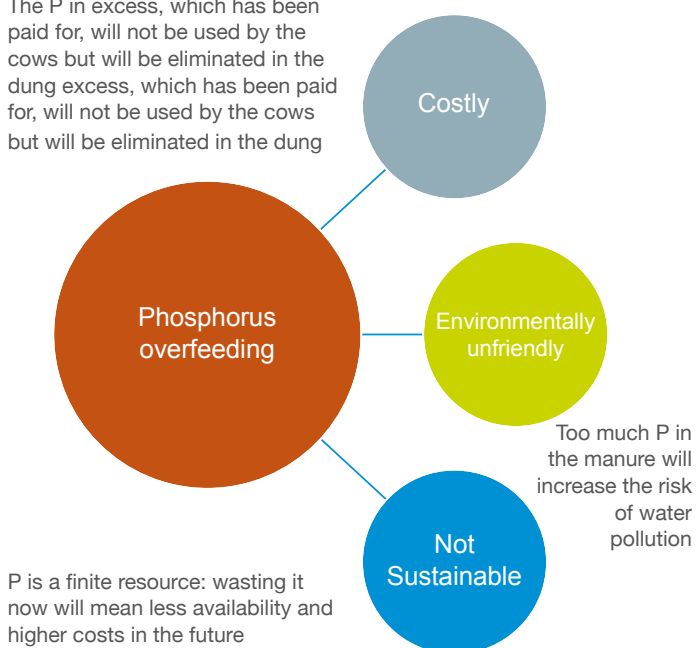 The P in excess, which has been
paid for, will not be used by the
cows but will be eliminated in the
dung excess, which has been paid
for, will not be used by the cows
but will be eliminated in the dung
Costly
Phosphorus
overfeeding
Environmentally
unfriendly
Too much P in
the manure will
increase the risk
of water
pollution
Not
Sustainable
P is a finite resource: wasting it
now will mean less availability and
higher costs in the future